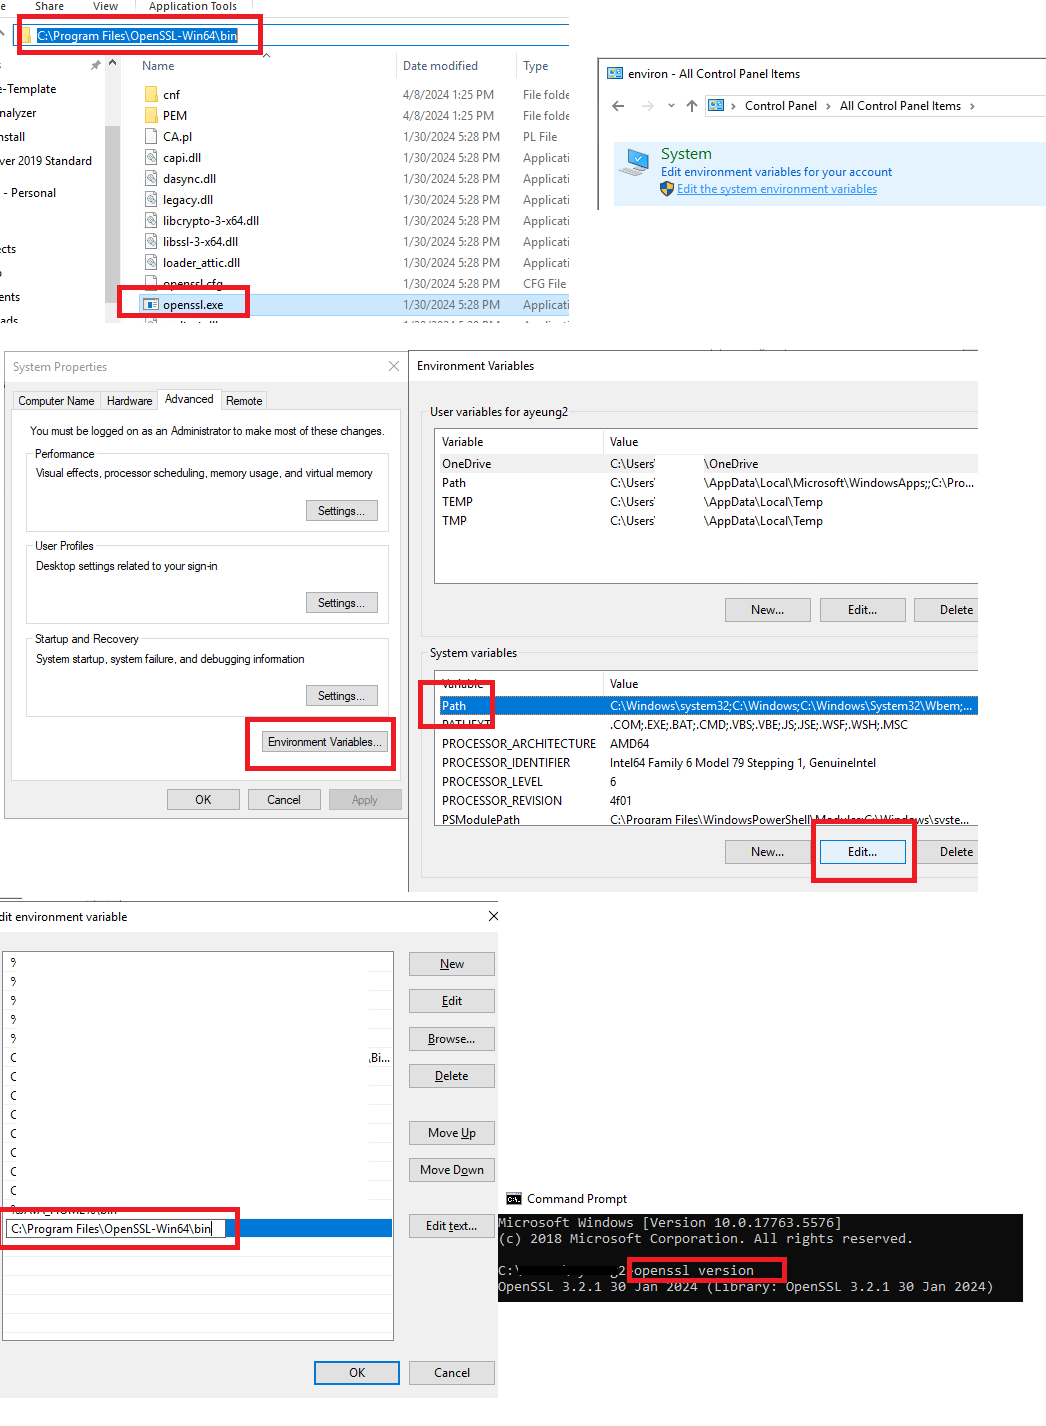 Share View Application Tools
C:\Program Files\OpenSSL-Win64\bin
Name Date modified Type
e-Template
nalyzer
nstall
ver 2019 Standard
- Personal
ects
ents
ads
cnf 4/8/2024 1:25 PM File folde
PEM 4/8/2024 1:25 PM File folde
CA.pl 1/30/2024 5:28 PM PL File
capi.dll 1/30/2024 5:28 PM Applicati
dasync.dll 1/30/2024 5:28 PM Applicati
legacy.dll 1/30/2024 5:28 PM Applicati
libcrypto-3-x64.dll 1/30/2024 5:28 PM Applicati
libssl-3-x64.dll 1/30/2024 5:28 PM Applicati
loader_attic.dll 1/30/2024 5:28 PM Applicati
openssl.cfg 1/30/2024 5:28 PM CFG File
openssl.exe 1/30/2024 5:28 PM Applicati
environ - All Control Panel Items
Control Panel All Control Panel Items
System
Edit environment variables for your account
Edit the system environment variables
System Properties
Computer Name Hardware Advanced Remote
You must be logged on as an Administrator to make most of these changes.
Performance
Visual effects, processor scheduling, memory usage, and virtual memory
Settings...
User Profiles
Desktop settings related to your sign-in
Settings...
Startup and Recovery
System startup, system failure, and debugging information
Settings...
Environment Variables...
OK Cancel Apply
Environment Variables
User variables for ayeung2
Variable Value
OneDrive C:\Users' \OneDrive
Path C:\Users' \AppData\Local\Microsoft\WindowsApps;;C:\Pro...
TEMP C:\Users' \AppData\Local\Temp
TMP C:\Users' \AppData\Local\Temp
New... Edit... Delete
System variables
Variable Value
Path C:\Windows\system32;C:\Windows;C:\Windows\System32\Wbem;...
PATHEXT .COM;.EXE;.BAT;.CMD;.VBS;.VBE;.JS;.JSE;.WSF;.WSH;.MSC
PROCESSOR_ARCHITECTURE AMD64
PROCESSOR_IDENTIFIER Intel64 Family 6 Model 79 Stepping 1, GenuineIntel
PROCESSOR_LEVEL 6
PROCESSOR_REVISION 4f01
PSModulePath C:\Program Files\WindowsPowerShell\Modules;C:\Windows\syste...
New... Edit... Delete
dit environment variable
%
%
%
%
%
C \Bi...
C
C
C
C
C
C
C
%JAVA_HOME%\bin
C:\Program Files\OpenSSL-Win64\bin
New
Edit
Browse...
Delete
Move Up
Move Down
Edit text...
OK Cancel
Command Prompt
Microsoft Windows [Version 10.0.17763.5576]
(c) 2018 Microsoft Corporation. All rights reserved.
C:\ openssl version
OpenSSL 3.2.1 30 Jan 2024 (Library: OpenSSL 3.2.1 30 Jan 2024)